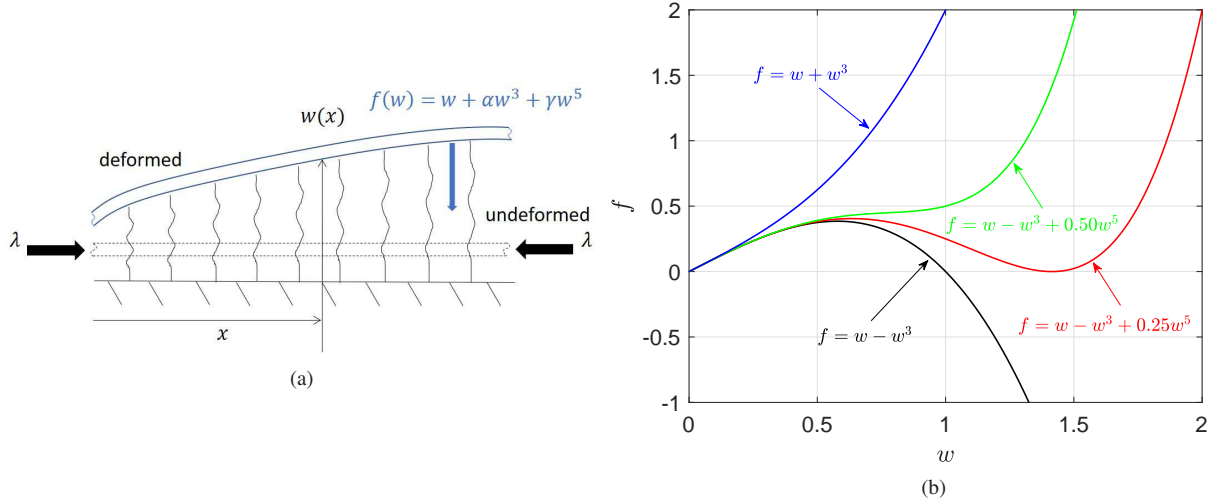 f(w) = w + αw³ + γw⁵
w(x)
deformed
undeformed
λ
λ
x
(a)
2
1.5
1
0.5
0
-0.5
-1
0
0.5
1
1.5
2
f
w
f = w + w³
f = w − w³ + 0.50w⁵
f = w − w³
f = w − w³ + 0.25w⁵
(b)